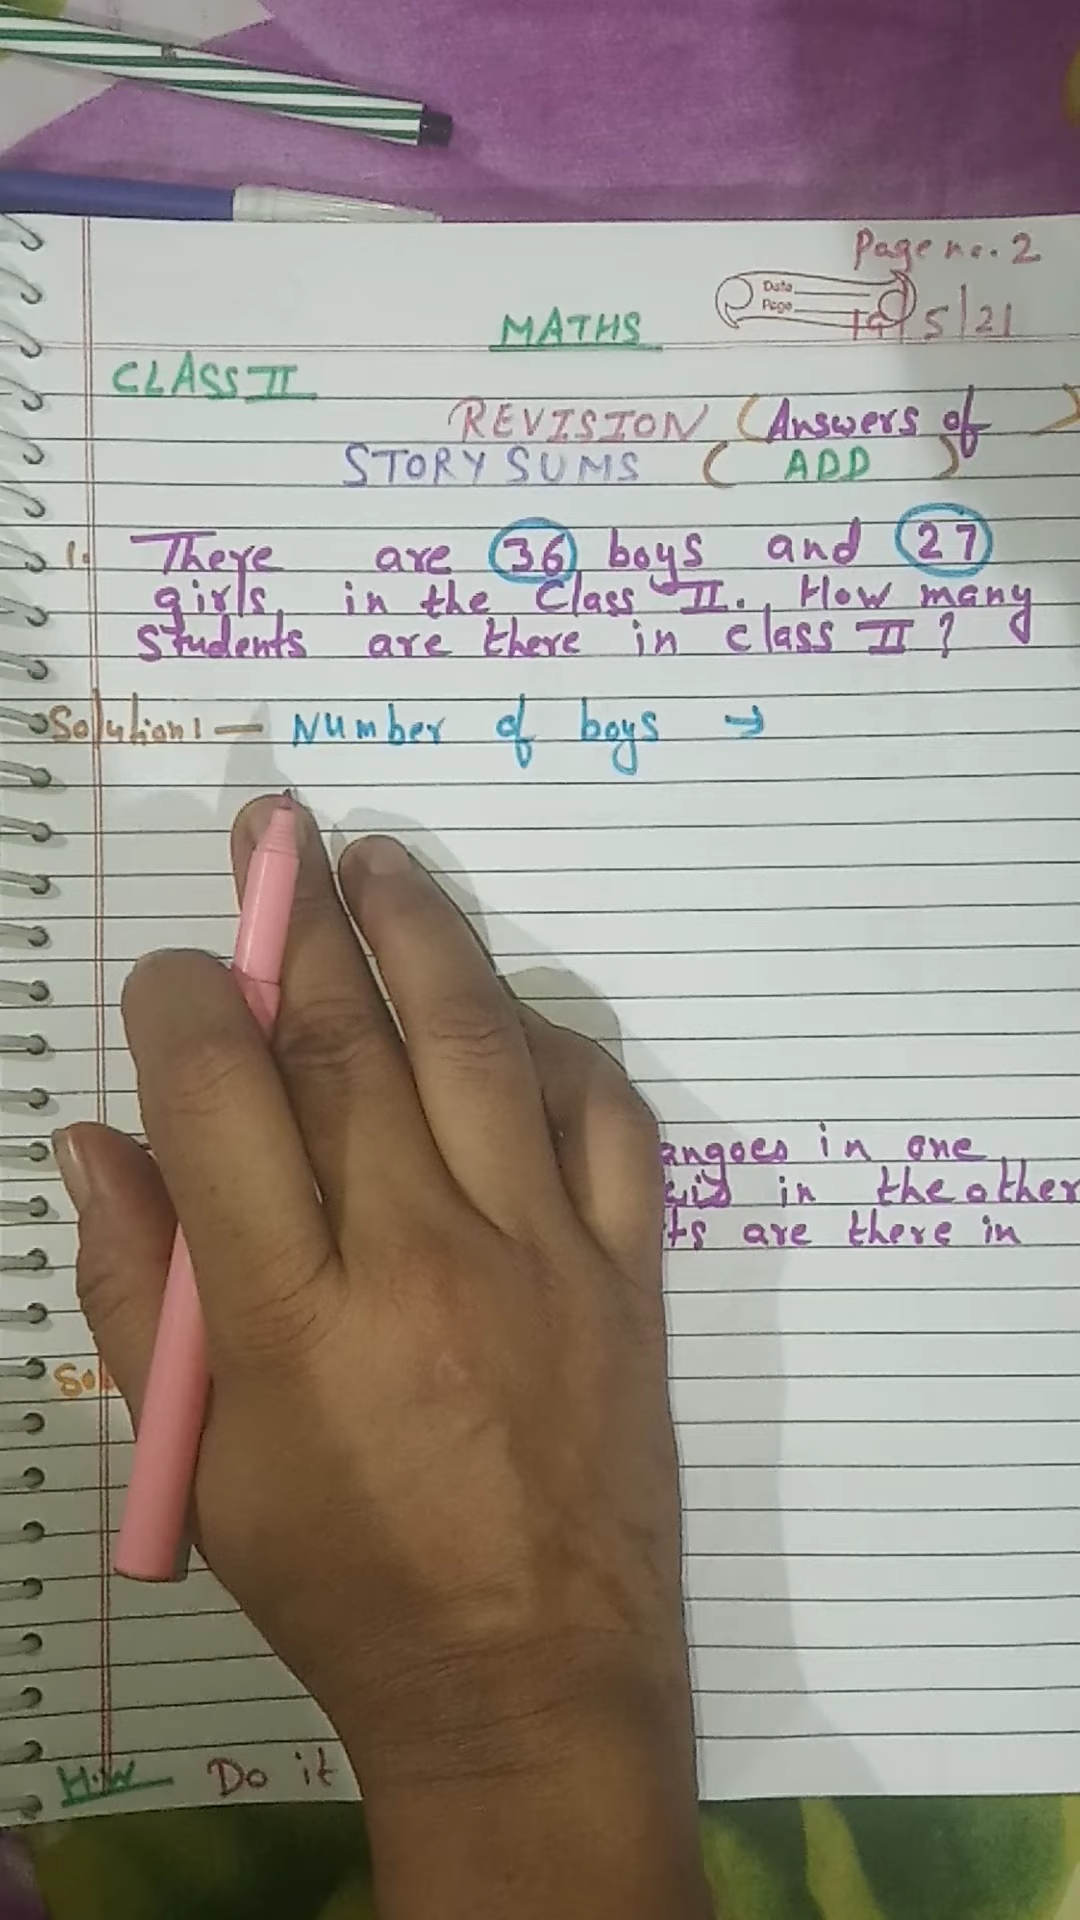 Page no. 2
Date
Page
19/5/21
MATHS
CLASS II
REVISION (Answers of )
STORY SUMS ( ADD )
1. There are 36 boys and 27
girls, in the Class II. How many
students are there in class II ?
Solution:- Number of boys →
angoes in one
in the other
ts are there in
So
H.W Do it